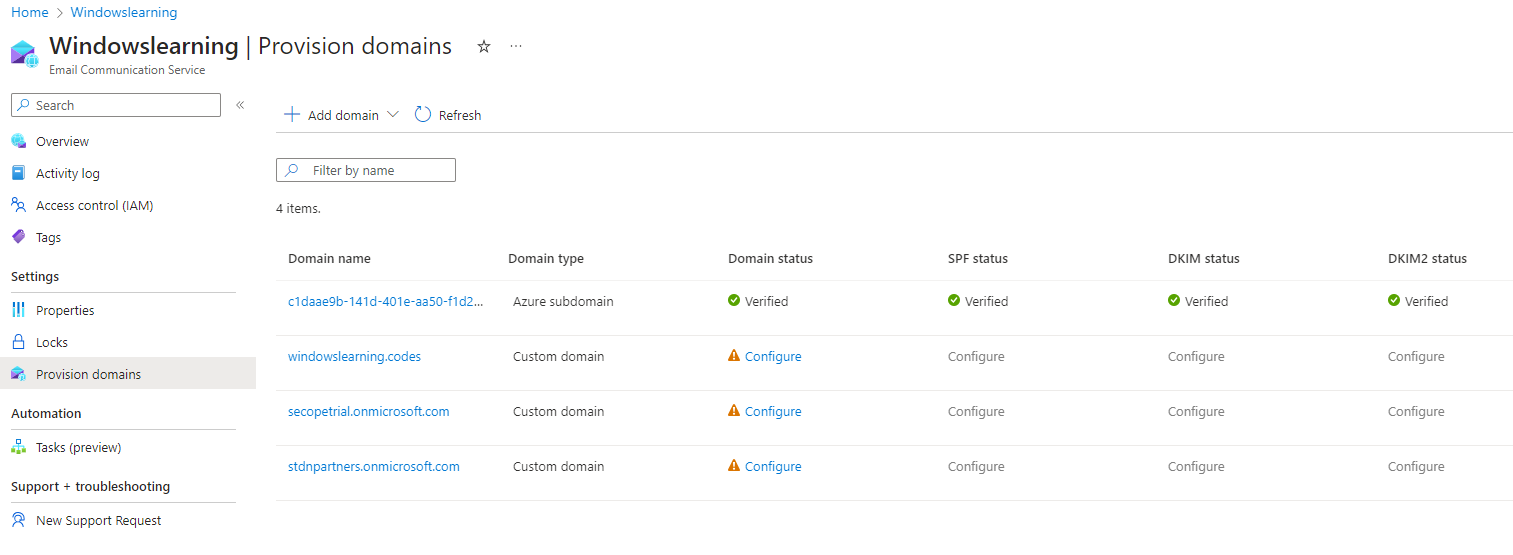 Home > Windowslearning
Windowslearning | Provision domains ☆ ···
Email Communication Service
Search «
Overview
Activity log
Access control (IAM)
Tags
Settings
Properties
Locks
Provision domains
Automation
Tasks (preview)
Support + troubleshooting
New Support Request
+ Add domain Refresh
Filter by name
4 items.
Domain name Domain type Domain status SPF status DKIM status DKIM2 status
c1daae9b-141d-401e-aa50-f1d2... Azure subdomain Verified Verified Verified Verified
windowslearning.codes Custom domain Configure Configure Configure Configure
secopetrial.onmicrosoft.com Custom domain Configure Configure Configure Configure
stdnpartners.onmicrosoft.com Custom domain Configure Configure Configure Configure